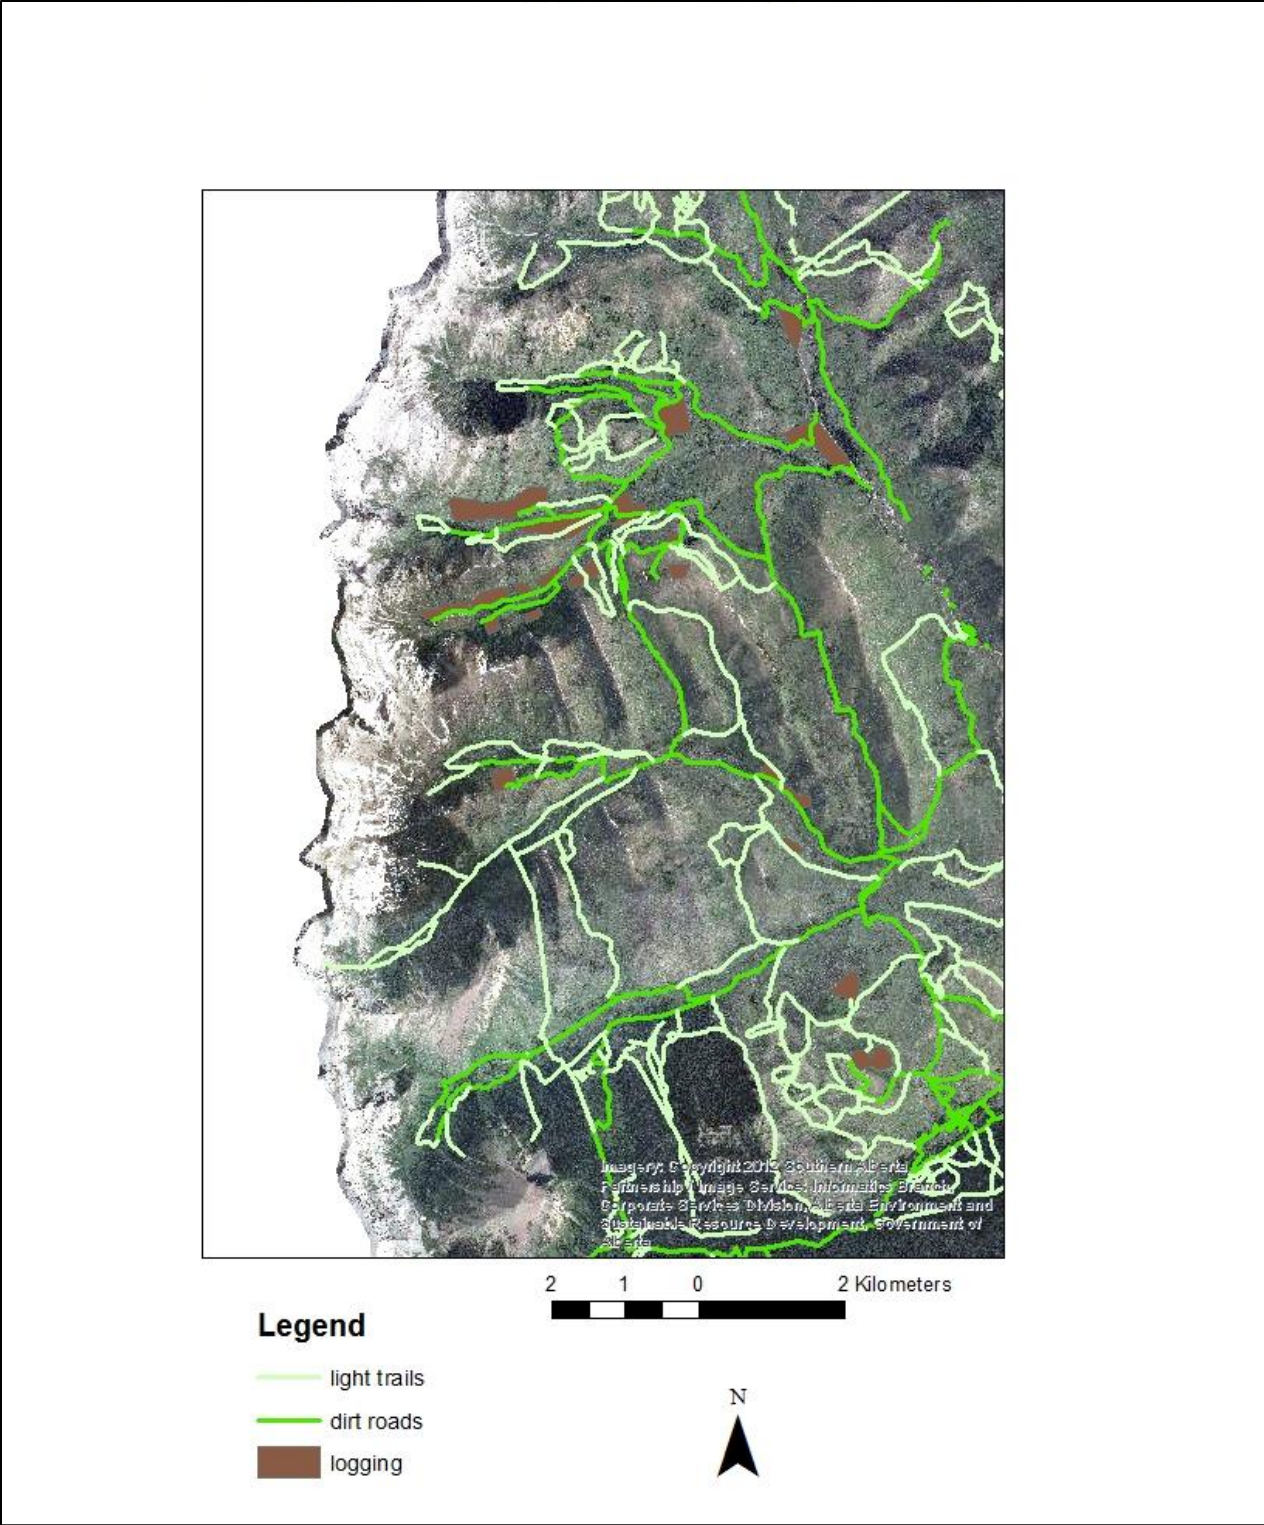 Imagery: Copyright 2012 Southern Alberta
Partnership / Image Service: Informatics Branch,
Corporate Services Division, Alberta Environment and
Sustainable Resource Development, Government of
Alberta
2 1 0 2 Kilometers
Legend
light trails
dirt roads
logging
N